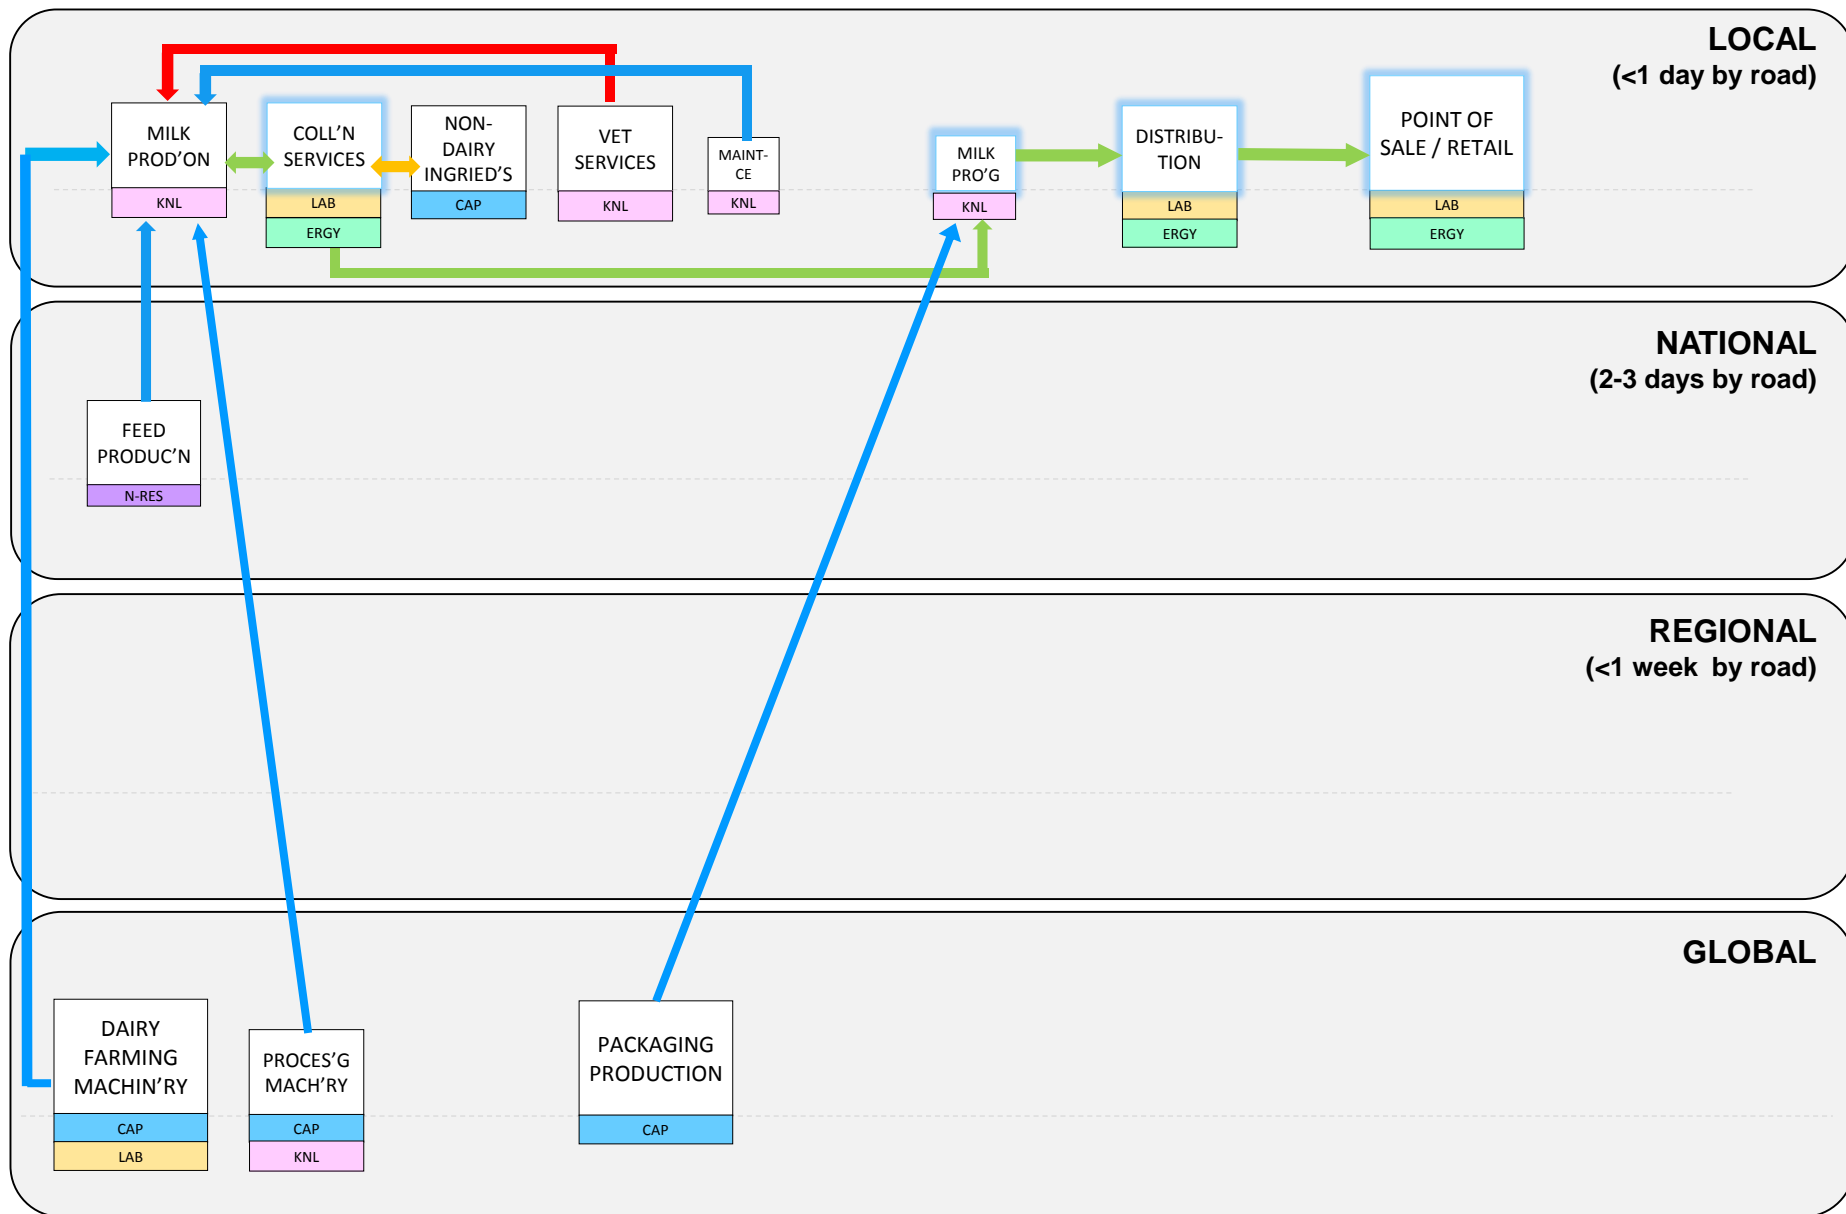 LOCAL
(<1 day by road)
MILK
PROD’ON
KNL
COLL’N
SERVICES
LAB
ERGY
NON-
DAIRY
INGRIED’S
CAP
VET
SERVICES
KNL
MAINT-
CE
KNL
MILK
PRO’G
KNL
DISTRIBU-
TION
LAB
ERGY
POINT OF
SALE / RETAIL
LAB
ERGY
NATIONAL
(2-3 days by road)
FEED
PRODUC’N
N-RES
REGIONAL
(<1 week by road)
GLOBAL
DAIRY
FARMING
MACHIN’RY
CAP
LAB
PROCES’G
MACH’RY
CAP
KNL
PACKAGING
PRODUCTION
CAP